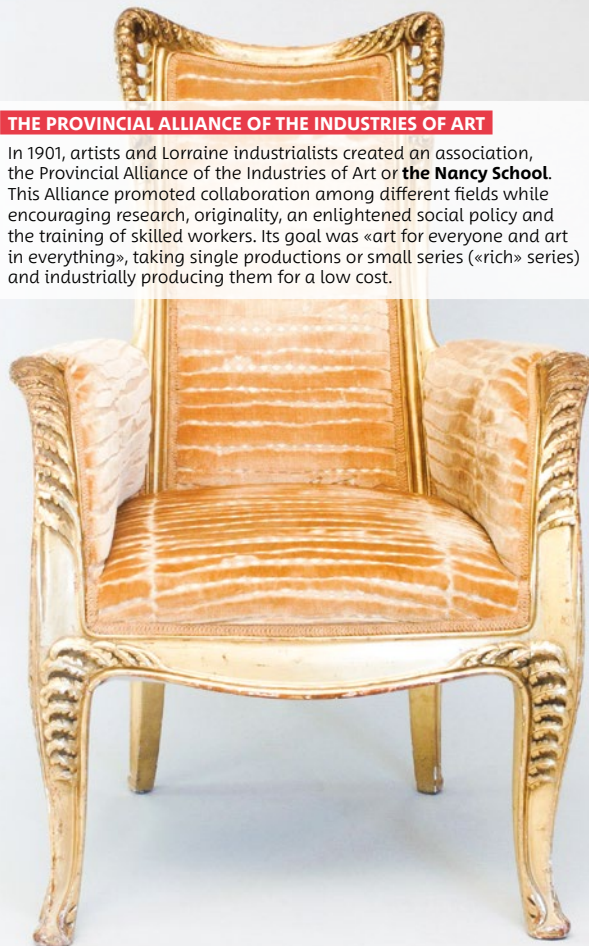 THE PROVINCIAL ALLIANCE OF THE INDUSTRIES OF ART
In 1901, artists and Lorraine industrialists created an association,
the Provincial Alliance of the Industries of Art or the Nancy School.
This Alliance promoted collaboration among different fields while
encouraging research, originality, an enlightened social policy and
the training of skilled workers. Its goal was «art for everyone and art
in everything», taking single productions or small series («rich» series)
and industrially producing them for a low cost.